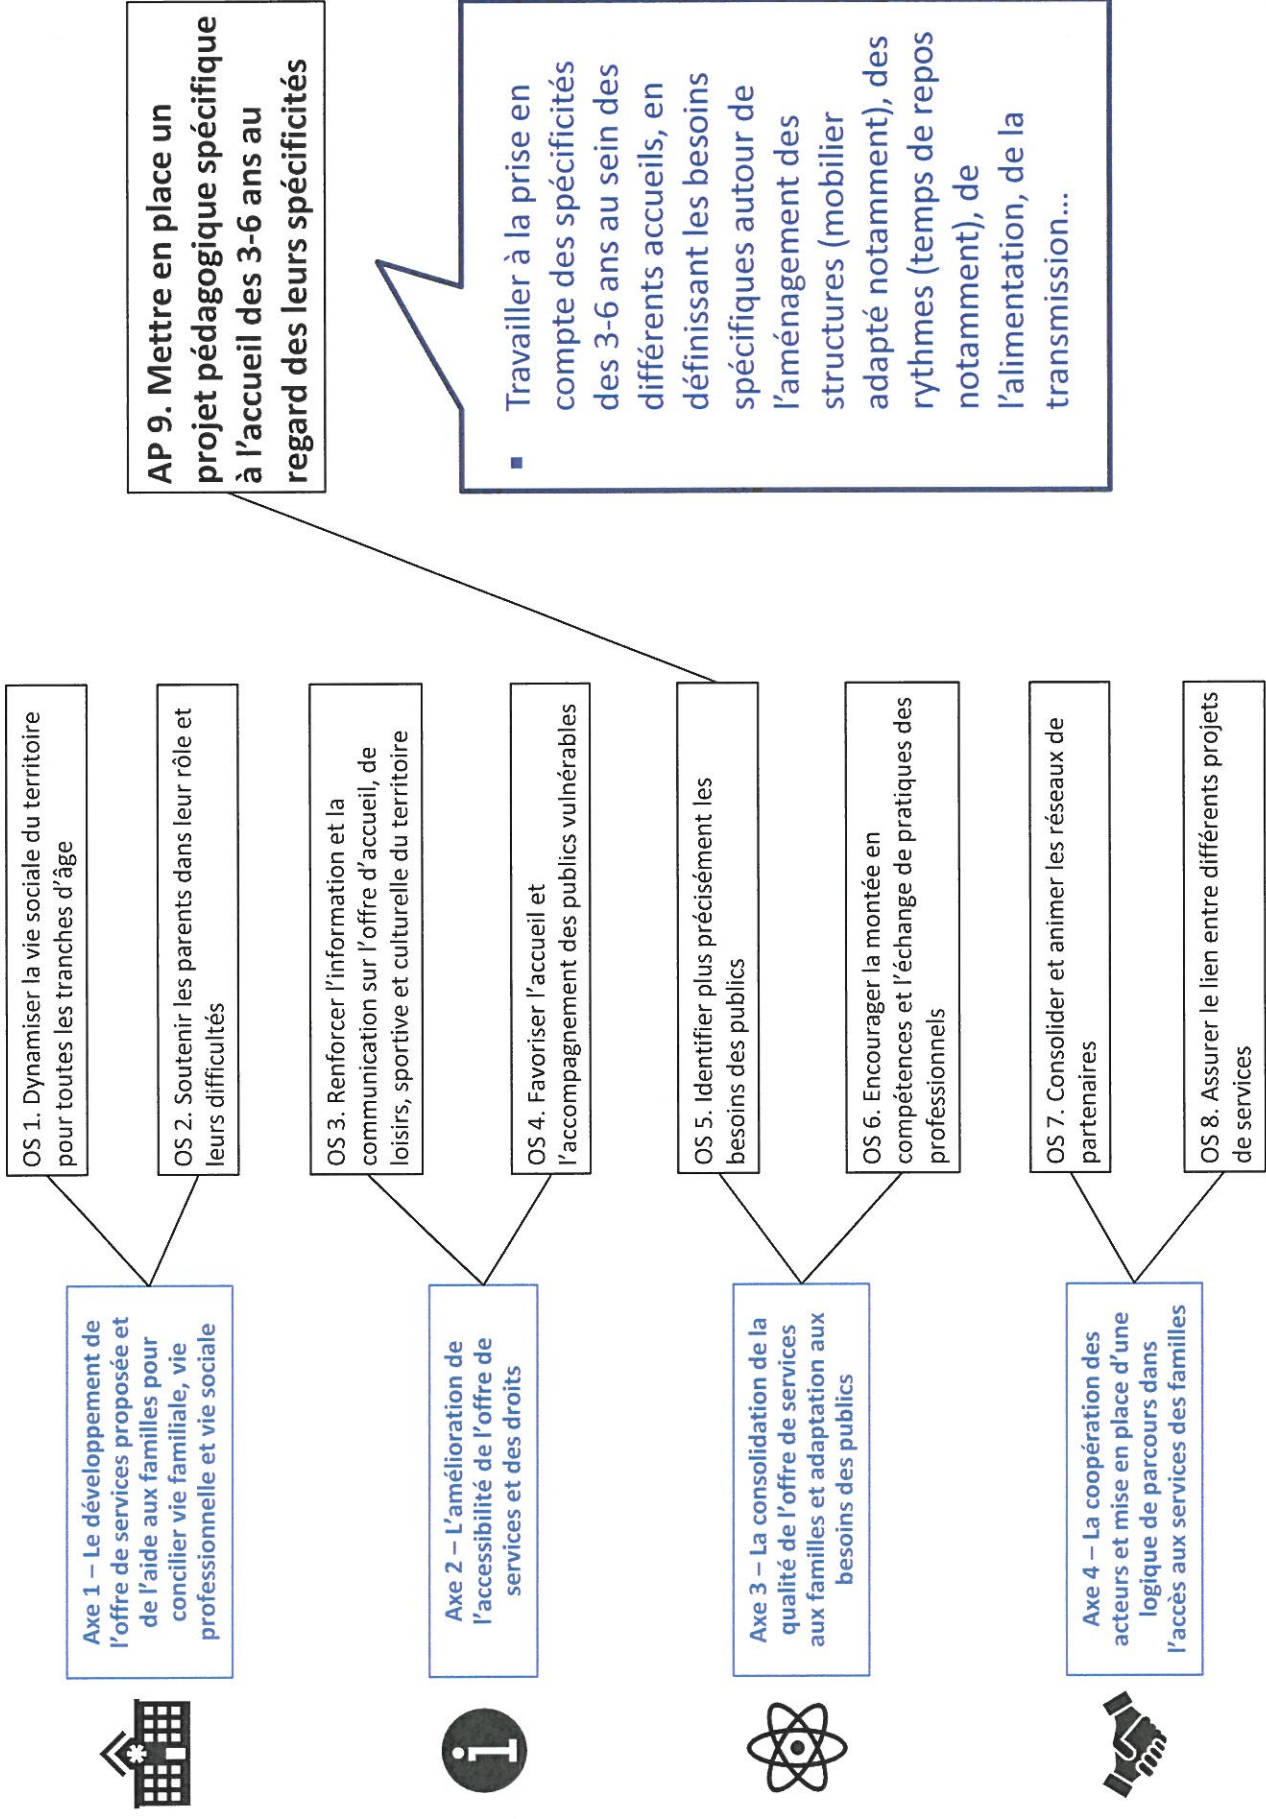 Axe 1 – Le développement de
l'offre de services proposée et
de l'aide aux familles pour
concilier vie familiale, vie
professionnelle et vie sociale
OS 1. Dynamiser la vie sociale du territoire
pour toutes les tranches d'âge
OS 2. Soutenir les parents dans leur rôle et
leurs difficultés
Axe 2 – L'amélioration de
l'accessibilité de l'offre de
services et des droits
OS 3. Renforcer l'information et la
communication sur l'offre d'accueil, de
loisirs, sportive et culturelle du territoire
OS 4. Favoriser l'accueil et
l'accompagnement des publics vulnérables
Axe 3 – La consolidation de la
qualité de l'offre de services
aux familles et adaptation aux
besoins des publics
OS 5. Identifier plus précisément les
besoins des publics
OS 6. Encourager la montée en
compétences et l'échange de pratiques des
professionnels
Axe 4 – La coopération des
acteurs et mise en place d'une
logique de parcours dans
l'accès aux services des familles
OS 7. Consolider et animer les réseaux de
partenaires
OS 8. Assurer le lien entre différents projets
de services
AP 9. Mettre en place un
projet pédagogique spécifique
à l'accueil des 3-6 ans au
regard des leurs spécificités
▪ Travailler à la prise en
compte des spécificités
des 3-6 ans au sein des
différents accueils, en
définissant les besoins
spécifiques autour de
l'aménagement des
structures (mobilier
adapté notamment), des
rythmes (temps de repos
notamment), de
l'alimentation, de la
transmission...